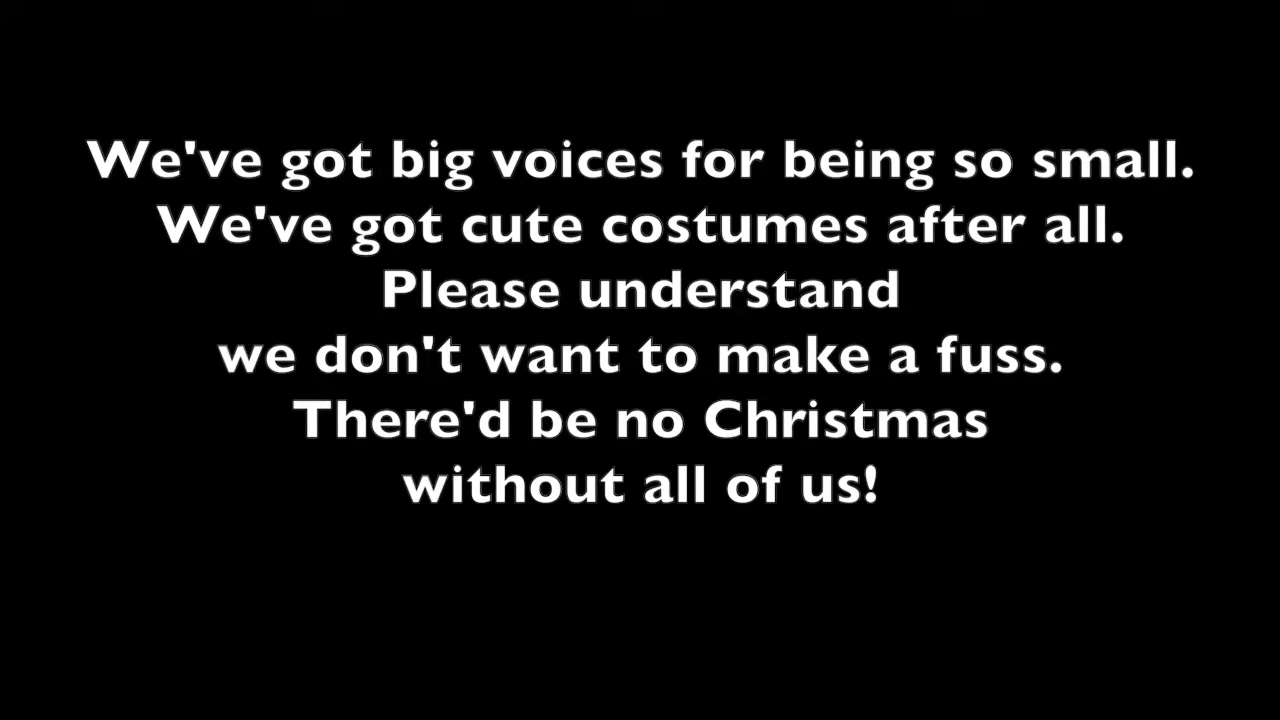 We've got big voices for being so small.
We've got cute costumes after all.
Please understand
we don't want to make a fuss.
There'd be no Christmas
without all of us!